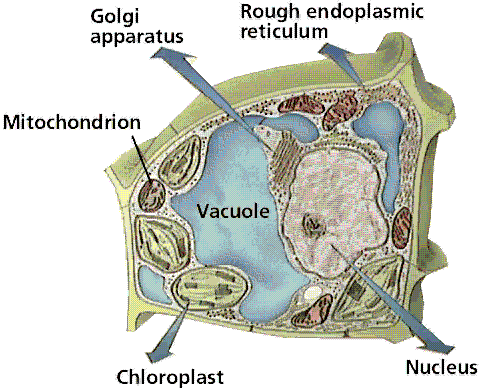 Golgi
apparatus
Rough endoplasmic
reticulum
Mitochondrion
Vacuole
Chloroplast
Nucleus